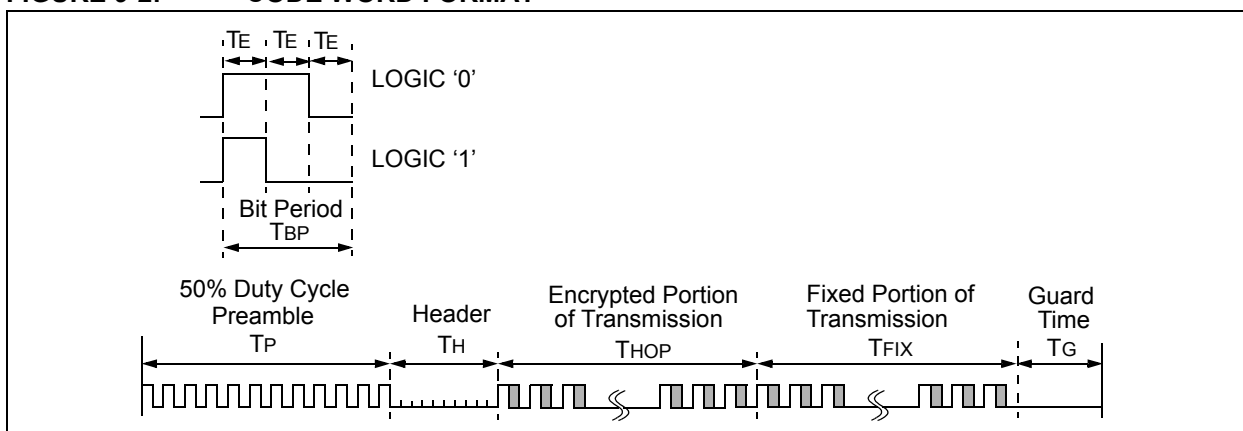 FIGURE 9-2: CODE WORD FORMAT
TE TE TE
LOGIC ‘0’
LOGIC ‘1’
Bit Period
TBP
50% Duty Cycle
Preamble
TP
Header
TH
Encrypted Portion
of Transmission
THOP
Fixed Portion of
Transmission
TFIX
Guard
Time
TG